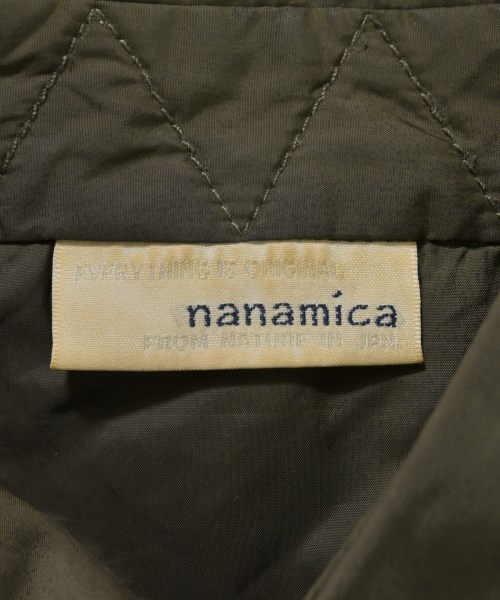 EVERYTHING IS ORIGINAL
nanamica
FROM NATURE IN JPN.